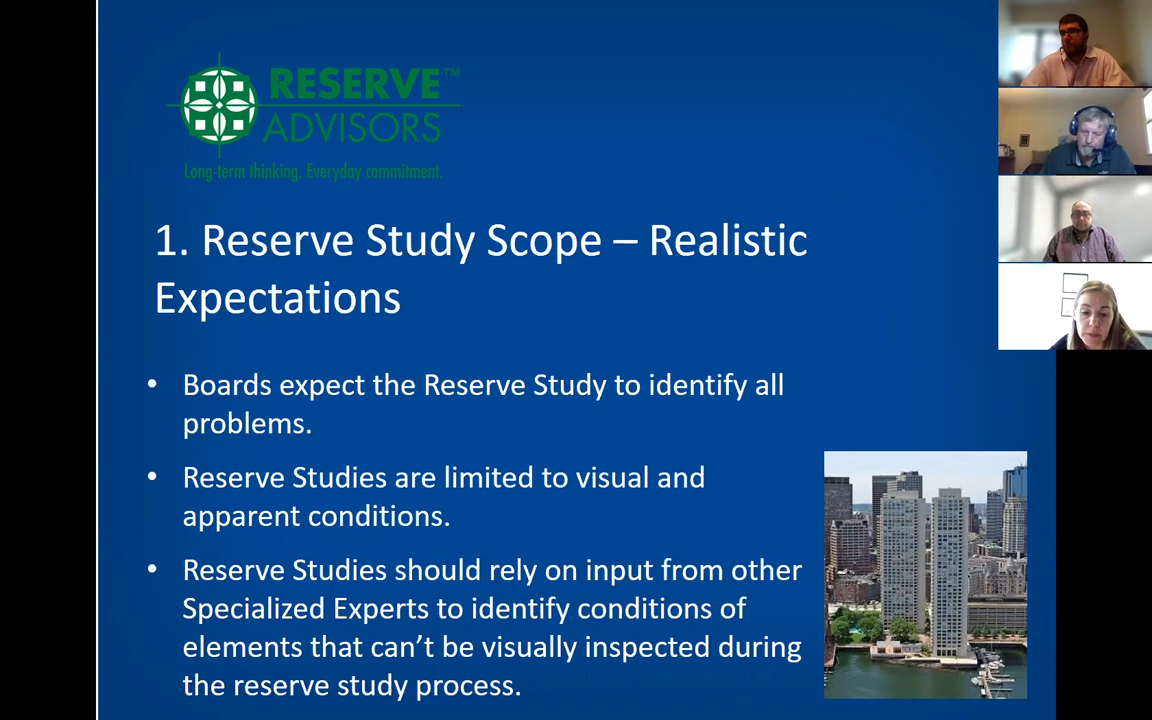 RESERVE™
ADVISORS
Long-term thinking. Everyday commitment.
1. Reserve Study Scope – Realistic
Expectations
• Boards expect the Reserve Study to identify all
problems.
• Reserve Studies are limited to visual and
apparent conditions.
• Reserve Studies should rely on input from other
Specialized Experts to identify conditions of
elements that can’t be visually inspected during
the reserve study process.